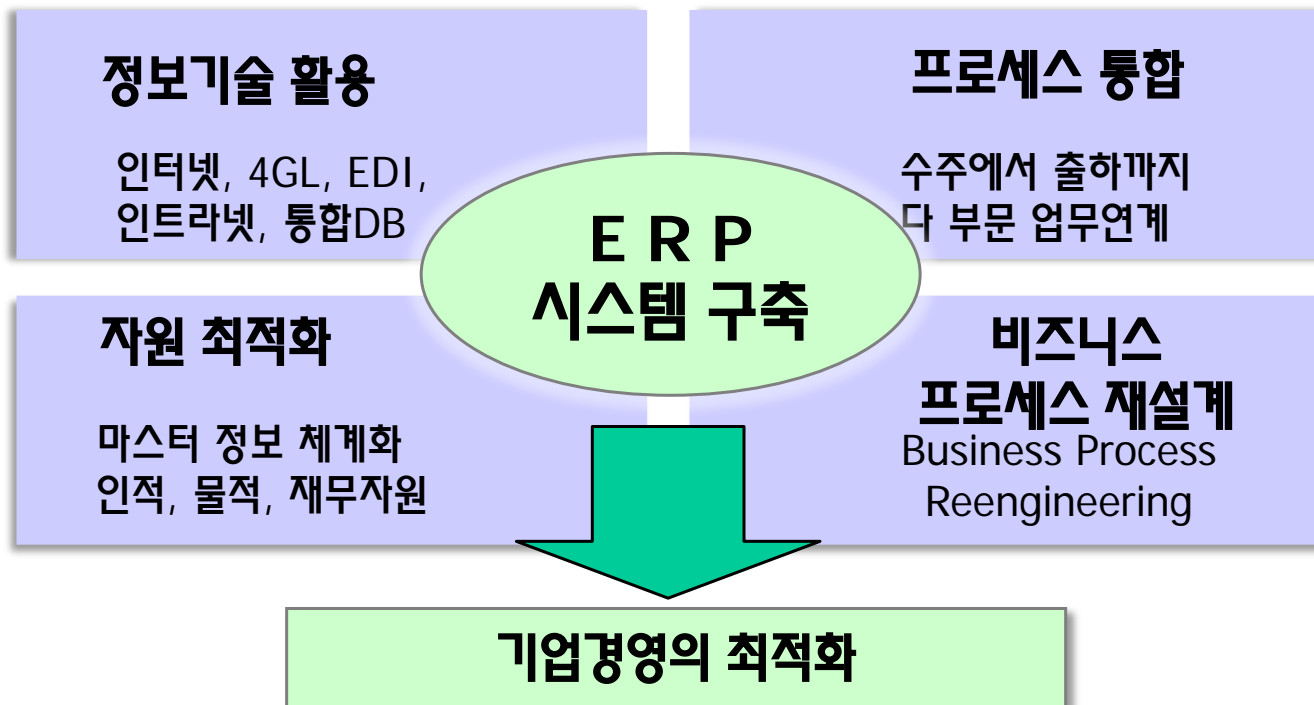 정보기술 활용
인터넷, 4GL, EDI,
인트라넷, 통합DB
프로세스 통합
수주에서 출하까지
다 부문 업무연계
E R P
시스템 구축
자원 최적화
마스터 정보 체계화
인적, 물적, 재무자원
비즈니스
프로세스 재설계
Business Process
Reengineering
기업경영의 최적화